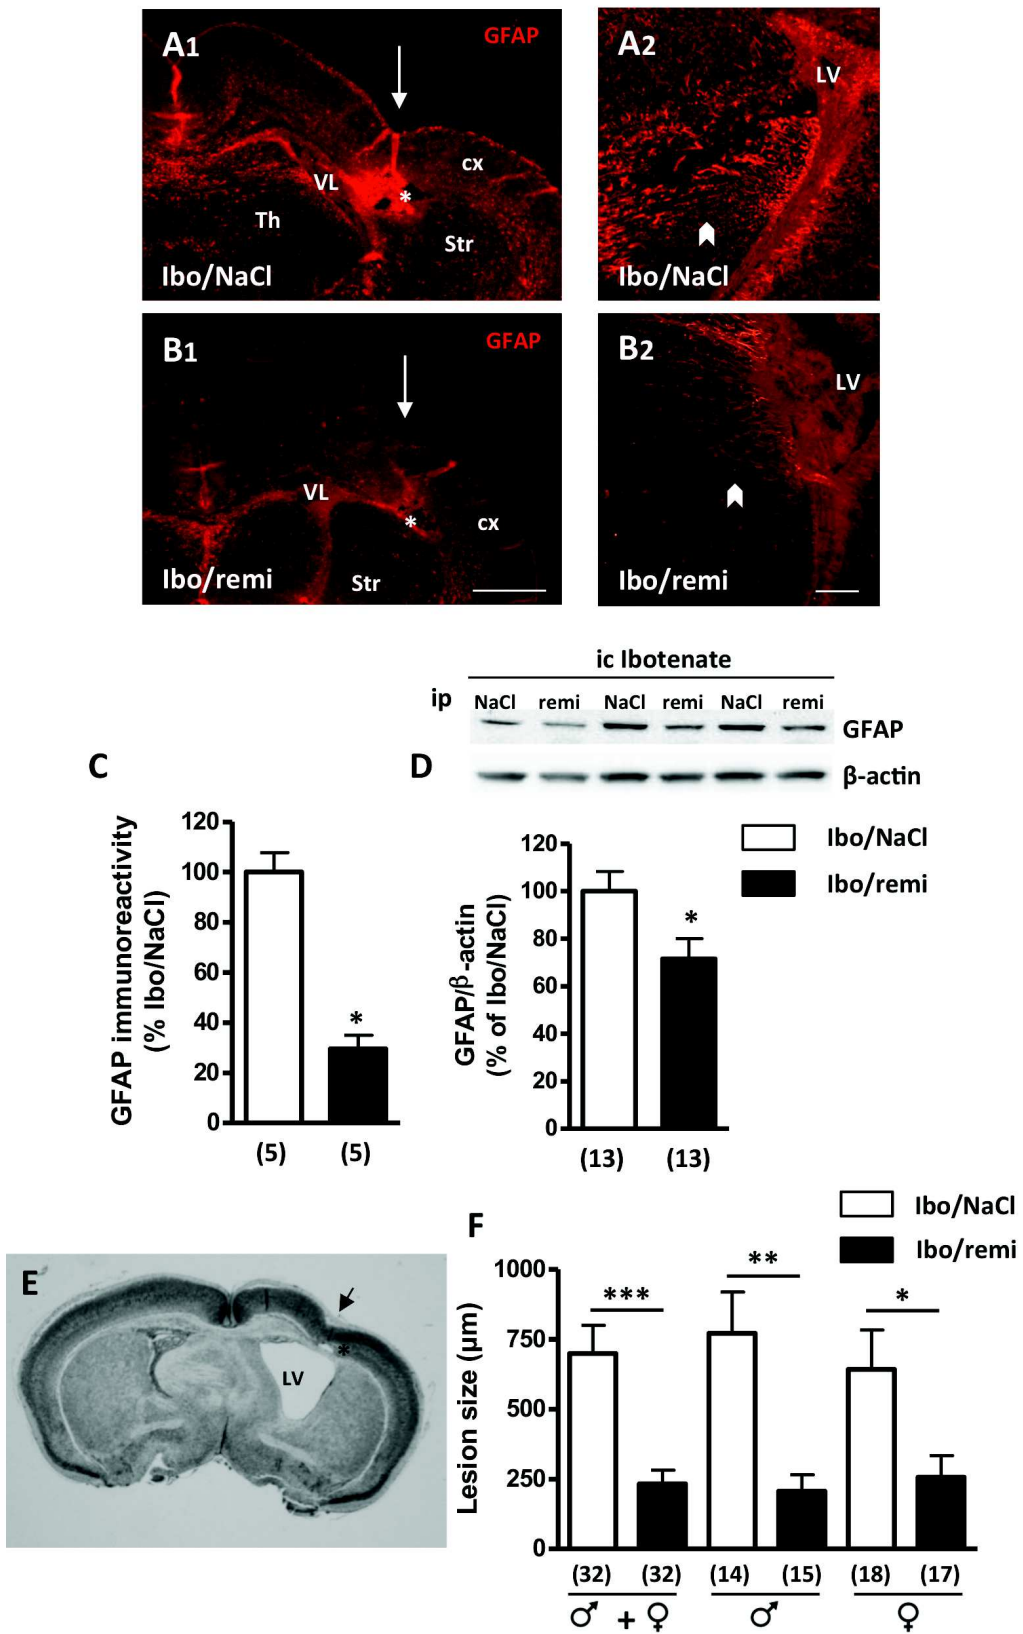 A1
GFAP
cx
VL
*
Th
Str
Ibo/NaCl
A2
LV
Ibo/NaCl
B1
GFAP
VL
*
cx
Str
Ibo/remi
B2
LV
Ibo/remi
ic Ibotenate
ip NaCl remi NaCl remi NaCl remi
GFAP
β-actin
C
GFAP immunoreactivity
(% Ibo/NaCl)
120
100
80
60
40
20
0
*
(5) (5)
D
Ibo/NaCl
Ibo/remi
GFAP/β-actin
(% of Ibo/NaCl)
120
100
80
60
40
20
0
*
(13) (13)
E
LV
*
F
Ibo/NaCl
Ibo/remi
Lesion size (µm)
1000
750
500
250
0
*** ** *
(32) (32) (14) (15) (18) (17)
♂ + ♀ ♂ ♀